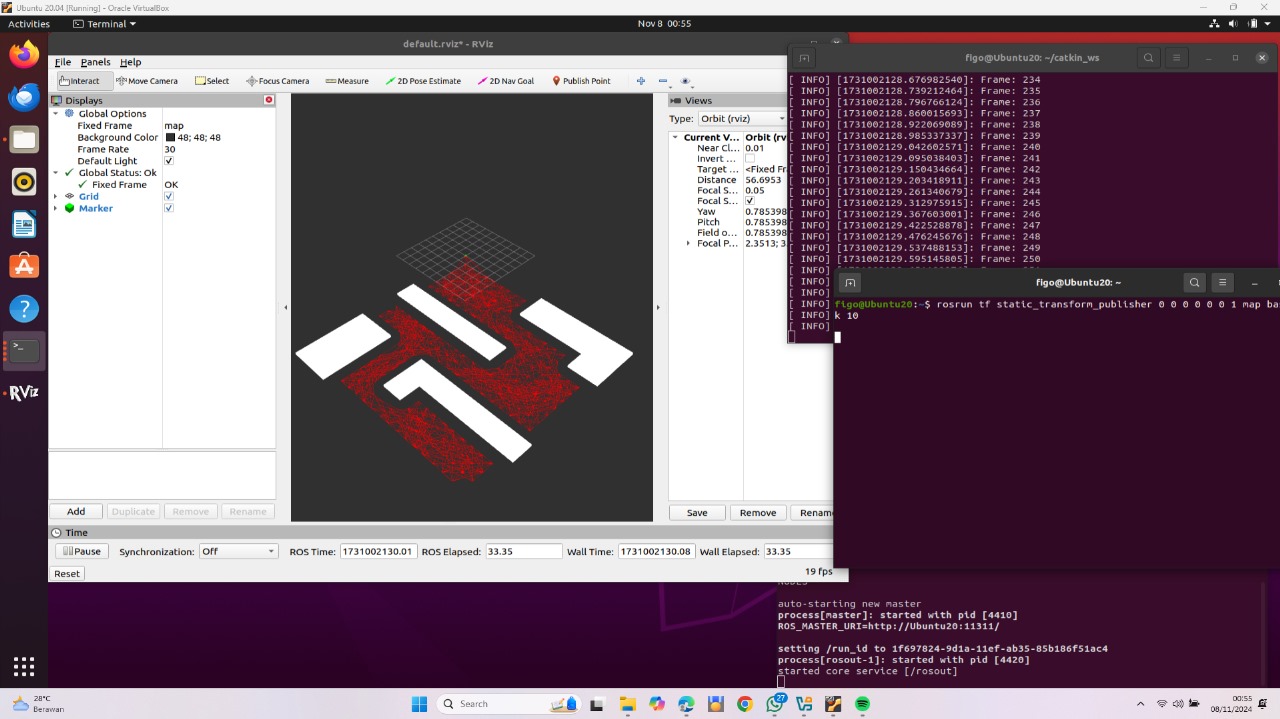 Ubuntu 20.04 [Running] - Oracle VirtualBox
Activities
Terminal
Nov 8 00:55
default.rviz* - RViz
File Panels Help
Interact
Move Camera
Select
Focus Camera
Measure
2D Pose Estimate
2D Nav Goal
Publish Point
Displays
Global Options
Fixed Frame map
Background Color 48; 48; 48
Frame Rate 30
Default Light
Global Status: Ok
Fixed Frame OK
Grid
Marker
Add Duplicate Remove Rename
Views
Type: Orbit (rviz)
Current V... Orbit (rv
Near Cl... 0.01
Invert ...
Target ... <Fixed Fr
Distance 56.6953
Focal S... 0.05
Focal S...
Yaw 0.785398
Pitch 0.785398
Field o... 0.785398
Focal P... 2.3513; 3
Save Remove Renam
Time
Pause Synchronization: Off ROS Time: 1731002130.01 ROS Elapsed: 33.35 Wall Time: 1731002130.08 Wall Elapsed: 33.35
Reset
19 fps
figo@Ubuntu20: ~/catkin_ws
[ INFO] [1731002128.676982540]: Frame: 234
[ INFO] [1731002128.739212464]: Frame: 235
[ INFO] [1731002128.796766124]: Frame: 236
[ INFO] [1731002128.860015693]: Frame: 237
[ INFO] [1731002128.922069089]: Frame: 238
[ INFO] [1731002128.985337337]: Frame: 239
[ INFO] [1731002129.042602571]: Frame: 240
[ INFO] [1731002129.095038403]: Frame: 241
[ INFO] [1731002129.150434664]: Frame: 242
[ INFO] [1731002129.203418911]: Frame: 243
[ INFO] [1731002129.261340679]: Frame: 244
[ INFO] [1731002129.312975915]: Frame: 245
[ INFO] [1731002129.367603001]: Frame: 246
[ INFO] [1731002129.422528878]: Frame: 247
[ INFO] [1731002129.476245676]: Frame: 248
[ INFO] [1731002129.537488153]: Frame: 249
[ INFO] [1731002129.595145805]: Frame: 250
[ INFO]
[ INFO]
[ INFO]
[ INFO]
[ INFO]
figo@Ubuntu20: ~
figo@Ubuntu20:~$ rosrun tf static_transform_publisher 0 0 0 0 0 0 1 map bas
k 10
NODES
auto-starting new master
process[master]: started with pid [4410]
ROS_MASTER_URI=http://Ubuntu20:11311/
setting /run_id to 1f697824-9d1a-11ef-ab35-85b186f51ac4
process[rosout-1]: started with pid [4420]
started core service [/rosout]
RViz
28°C
Berawan
Search
27
00:55
08/11/2024